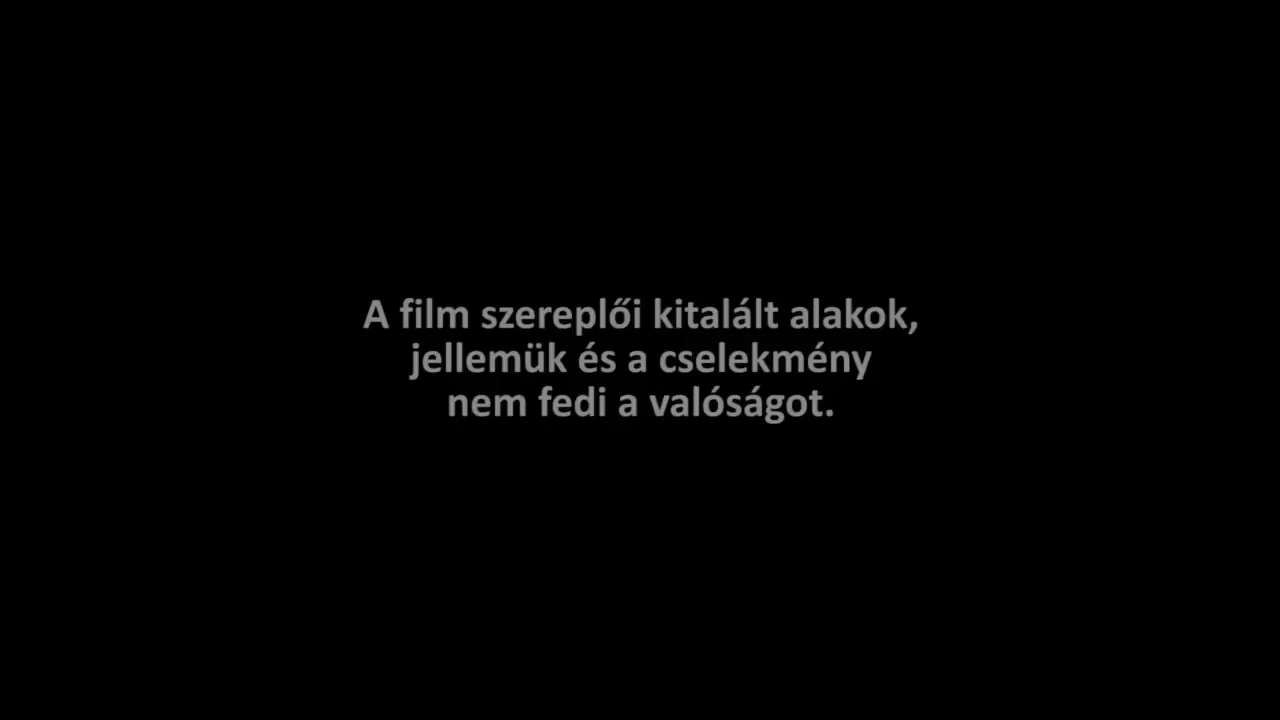 A film szereplői kitalált alakok,
jellemük és a cselekmény
nem fedi a valóságot.